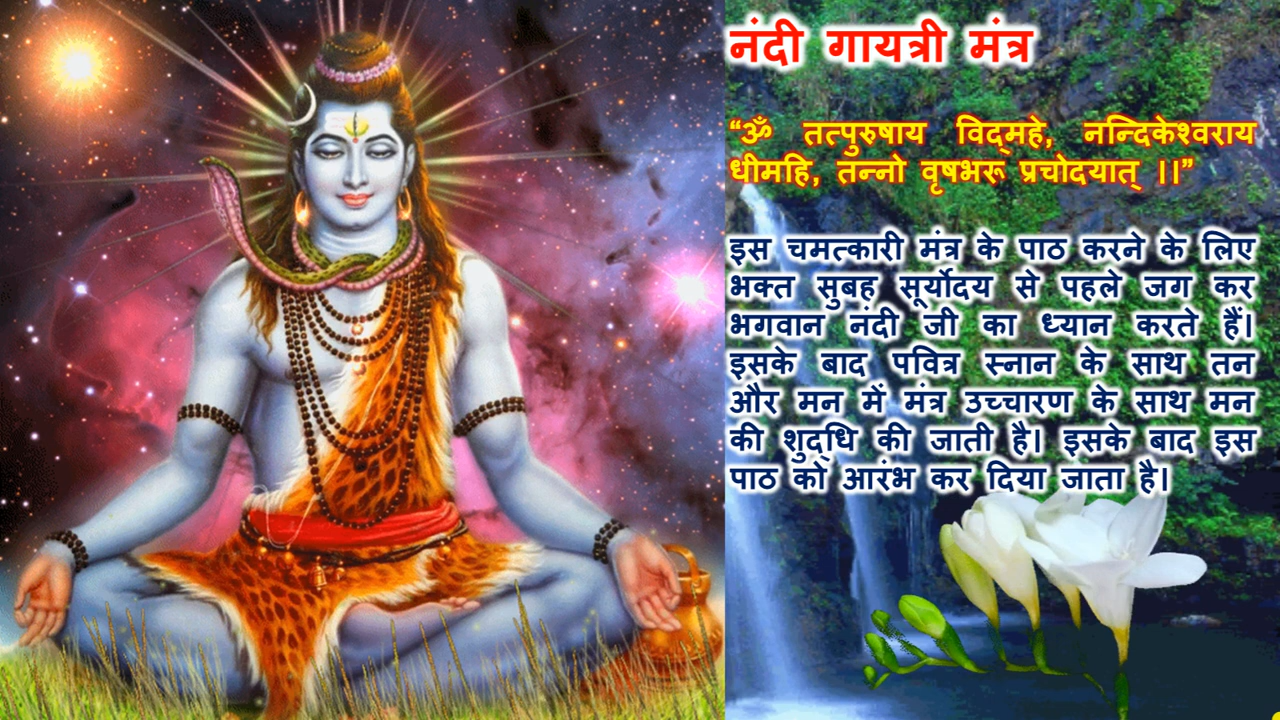 नंदी गायत्री मंत्र
“ॐ तत्पुरुषाय विद्महे, नन्दिकेश्वराय
धीमहि, तन्नो वृषभरू प्रचोदयात् ।।”
इस चमत्कारी मंत्र के पाठ करने के लिए
भक्त सुबह सूर्योदय से पहले जग कर
भगवान नंदी जी का ध्यान करते हैं।
इसके बाद पवित्र स्नान के साथ तन
और मन में मंत्र उच्चारण के साथ मन
की शुद्धि की जाती है। इसके बाद इस
पाठ को आरंभ कर दिया जाता है।